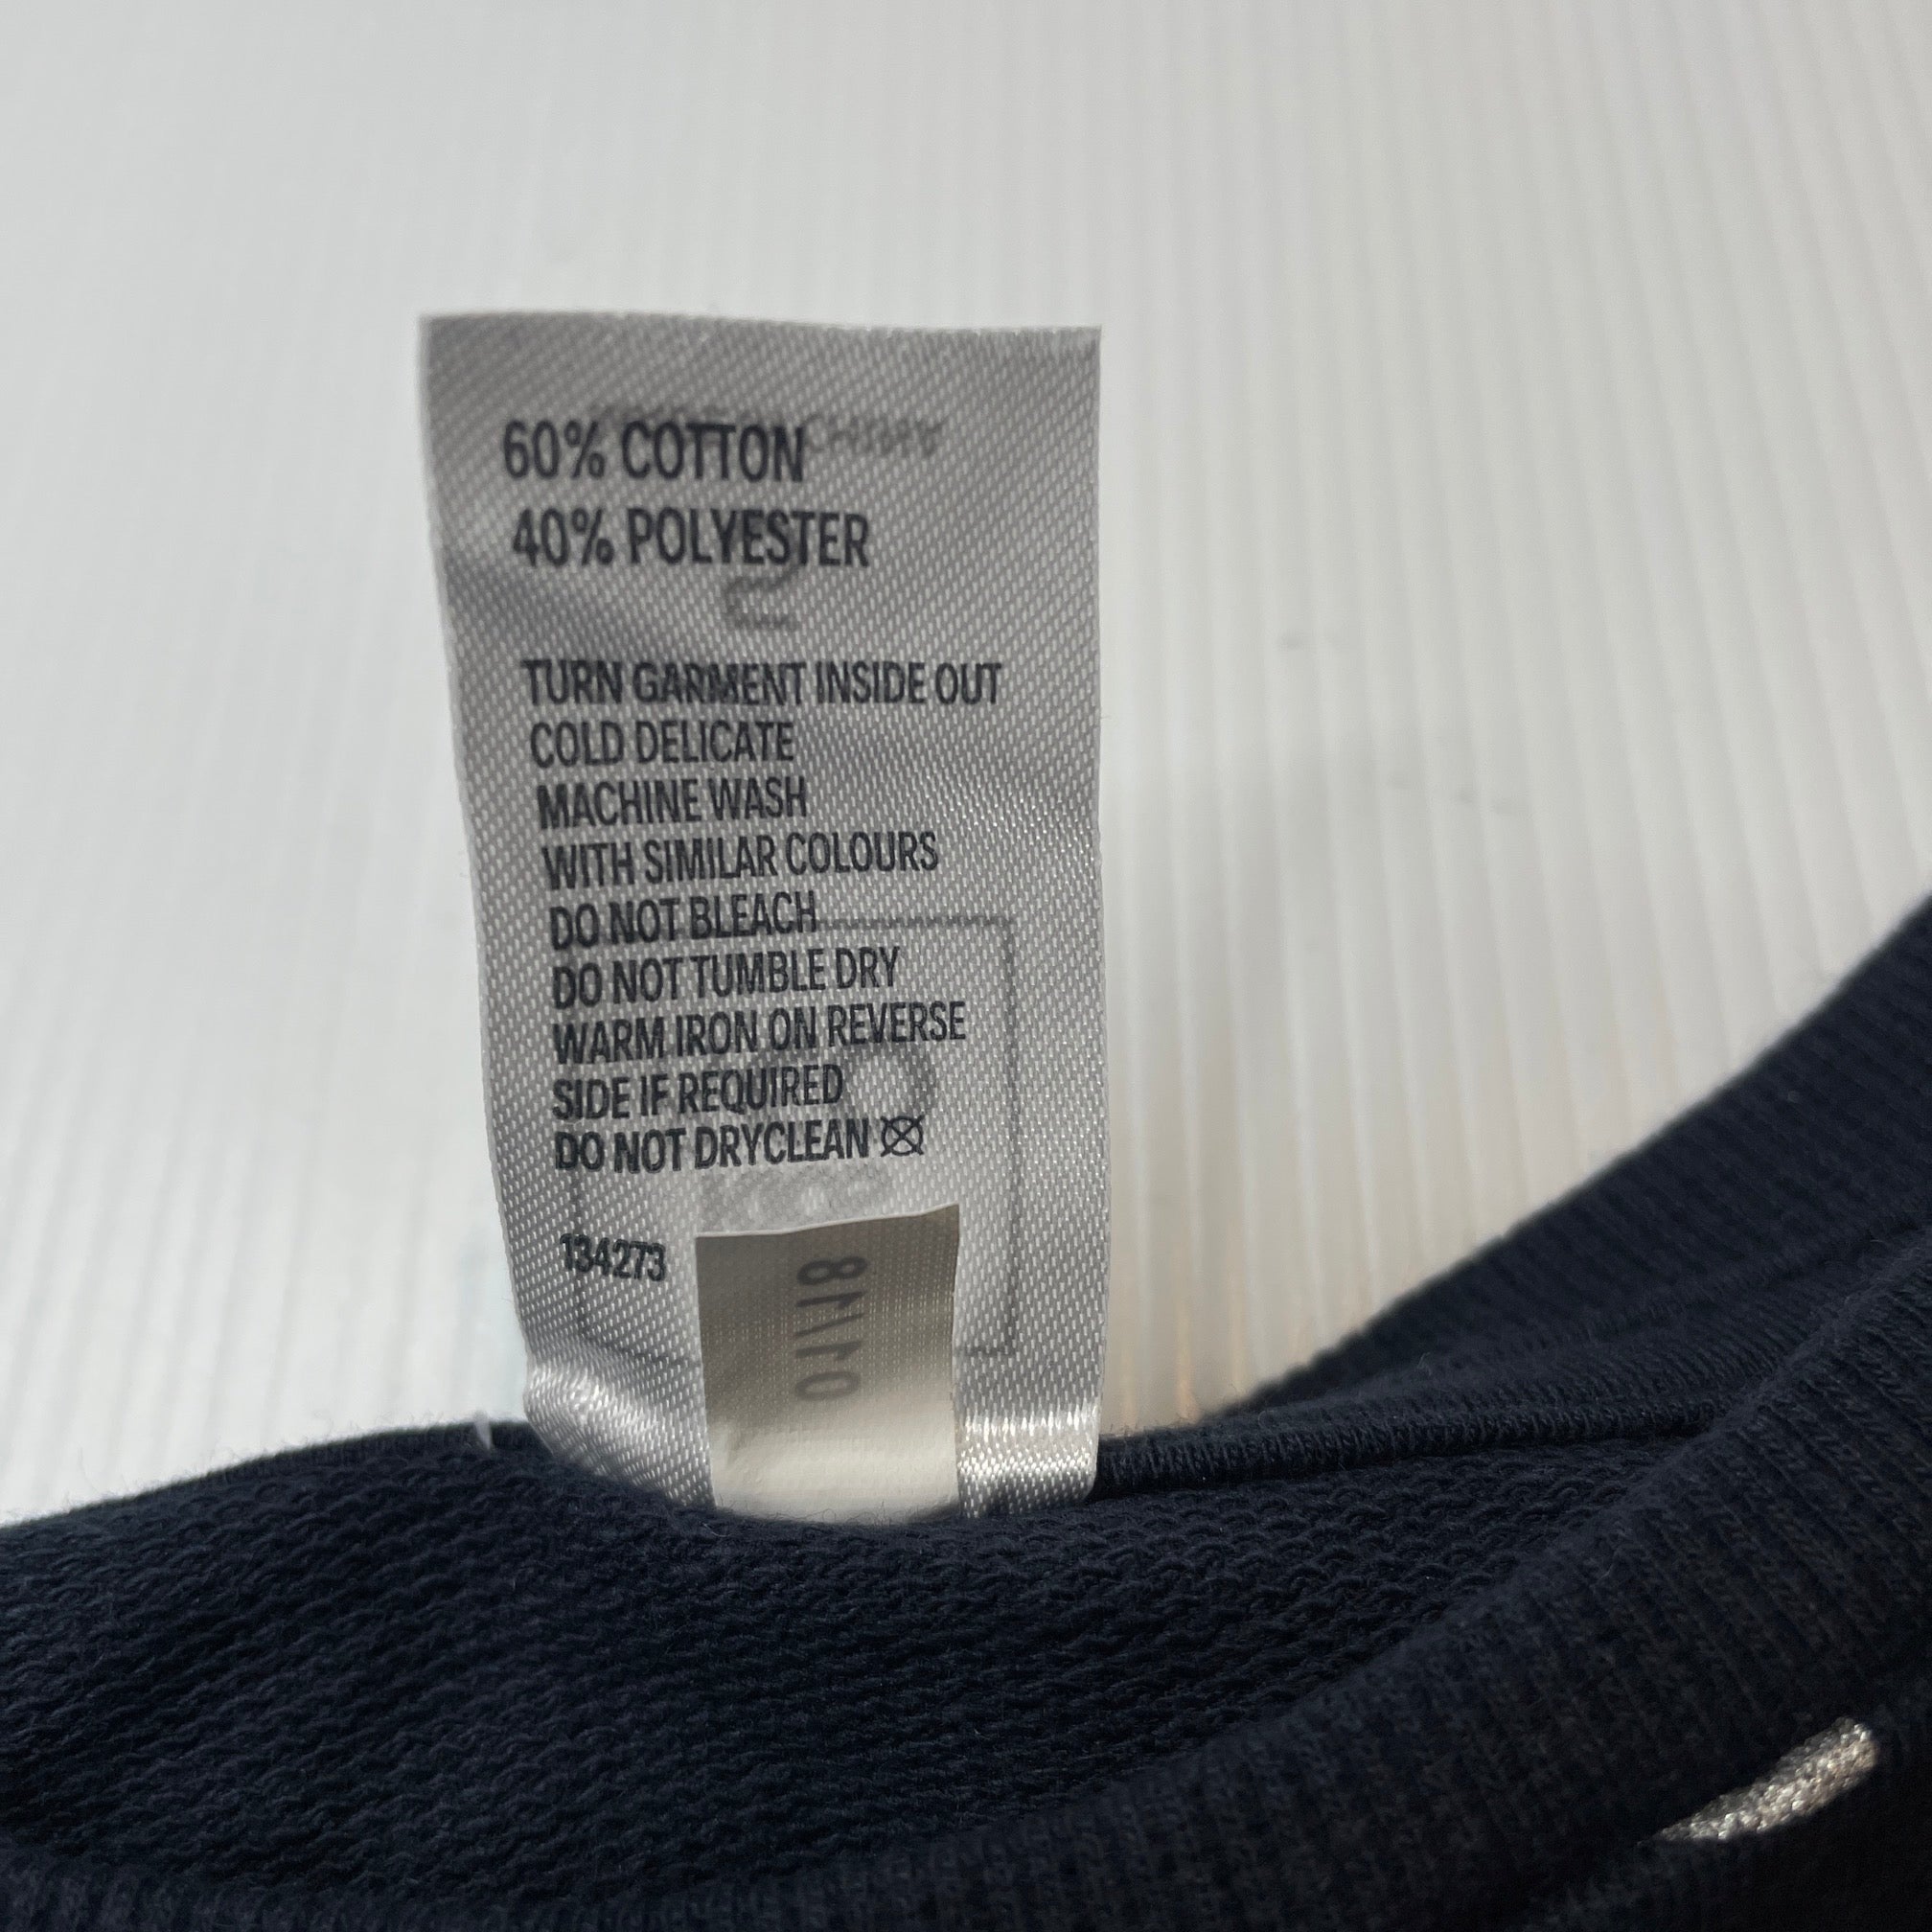 60% COTTON
40% POLYESTER
TURN GARMENT INSIDE OUT
COLD DELICATE
MACHINE WASH
WITH SIMILAR COLOURS
DO NOT BLEACH
DO NOT TUMBLE DRY
WARM IRON ON REVERSE
SIDE IF REQUIRED
DO NOT DRYCLEAN
134273